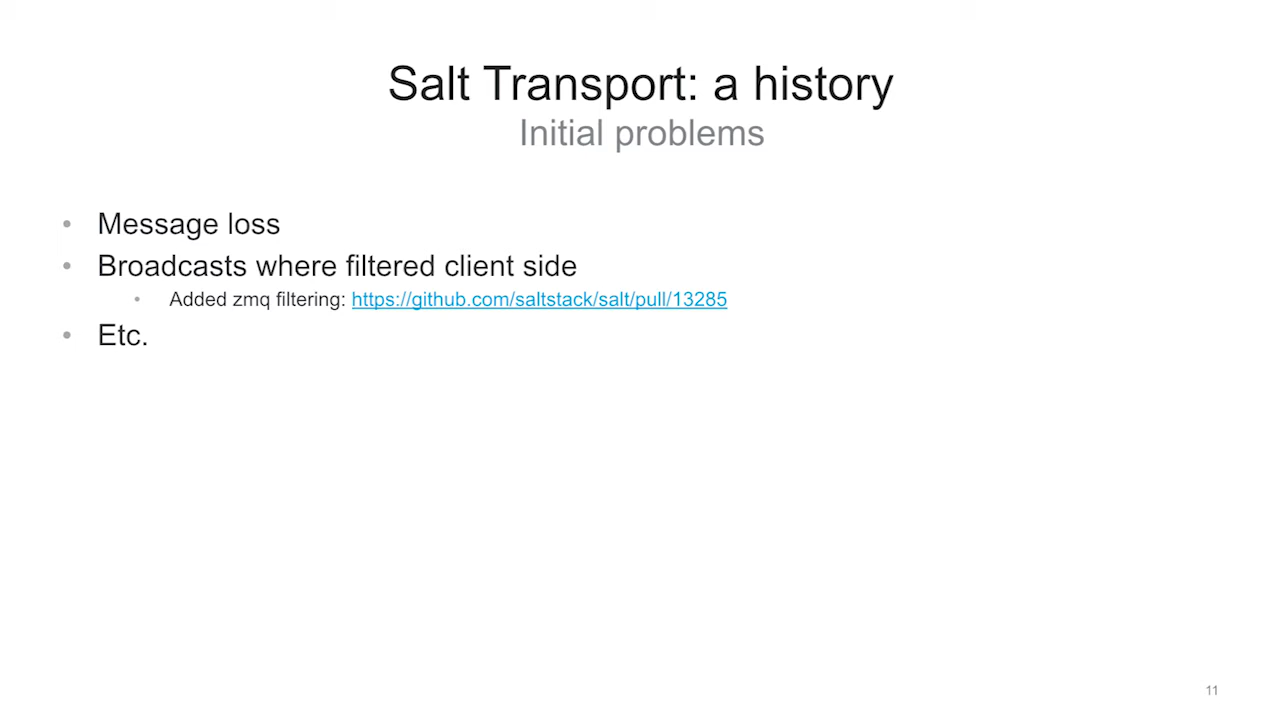 Salt Transport: a history
Initial problems
• Message loss
• Broadcasts where filtered client side
• Added zmq filtering: https://github.com/saltstack/salt/pull/13285
• Etc.
11